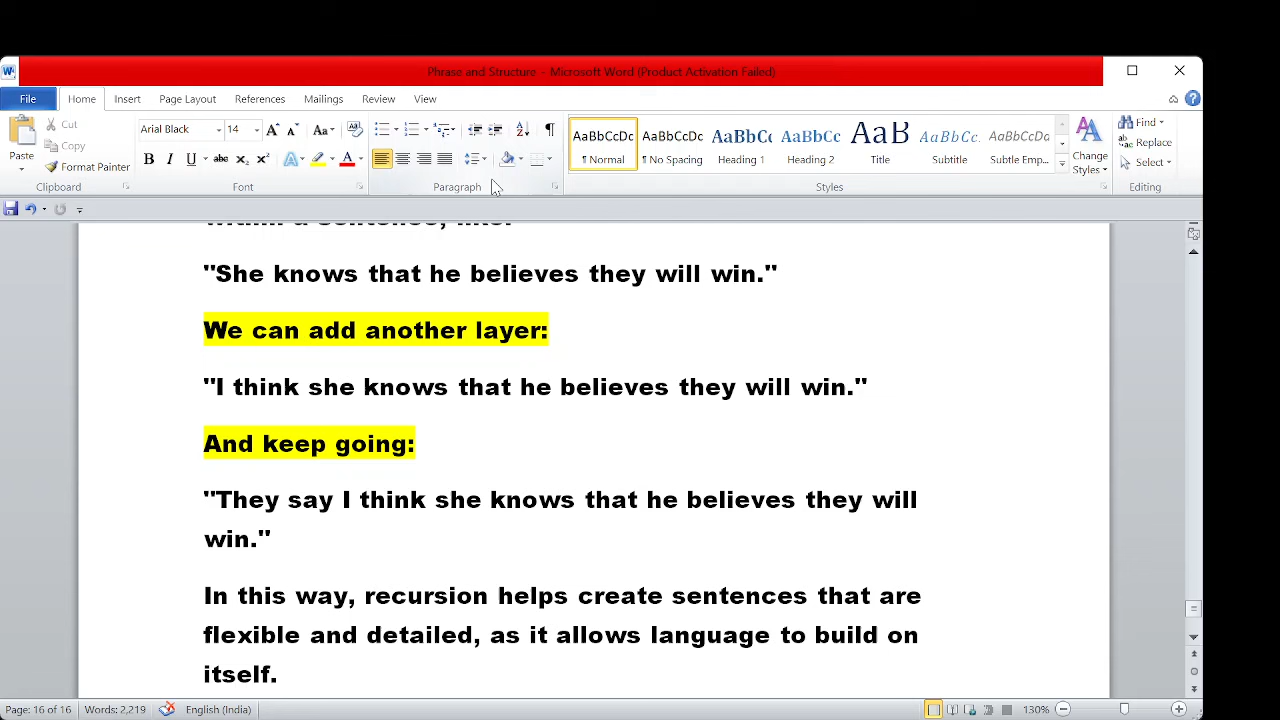 Phrase and Structure - Microsoft Word (Product Activation Failed)
File Home Insert Page Layout References Mailings Review View
Paste Cut Copy Format Painter
Clipboard
Arial Black 14
Font
Paragraph
AaBbCcDc AaBbCcDc AaBbCc AaBbCc AaB AaBbCc. AaBbCcDc
¶ Normal ¶ No Spacing Heading 1 Heading 2 Title Subtitle Subtle Emp...
Change Styles
Styles
Find Replace Select
Editing
"She knows that he believes they will win."
We can add another layer:
"I think she knows that he believes they will win."
And keep going:
"They say I think she knows that he believes they will
win."
In this way, recursion helps create sentences that are
flexible and detailed, as it allows language to build on
itself.
Page: 16 of 16 Words: 2,219 English (India) 130%